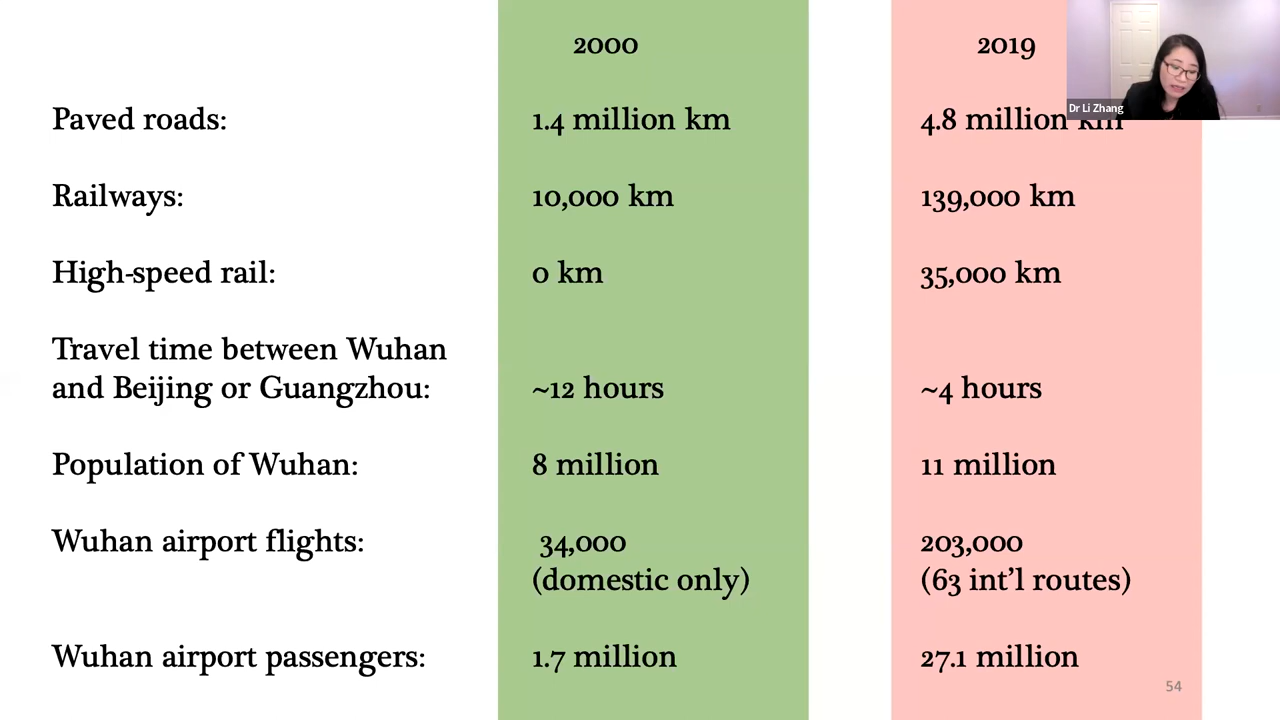 2000 2019
Dr Li Zhang
Paved roads: 1.4 million km 4.8 million km
Railways: 10,000 km 139,000 km
High-speed rail: 0 km 35,000 km
Travel time between Wuhan
and Beijing or Guangzhou: ~12 hours ~4 hours
Population of Wuhan: 8 million 11 million
Wuhan airport flights: 34,000 203,000
(domestic only) (63 int’l routes)
Wuhan airport passengers: 1.7 million 27.1 million
54